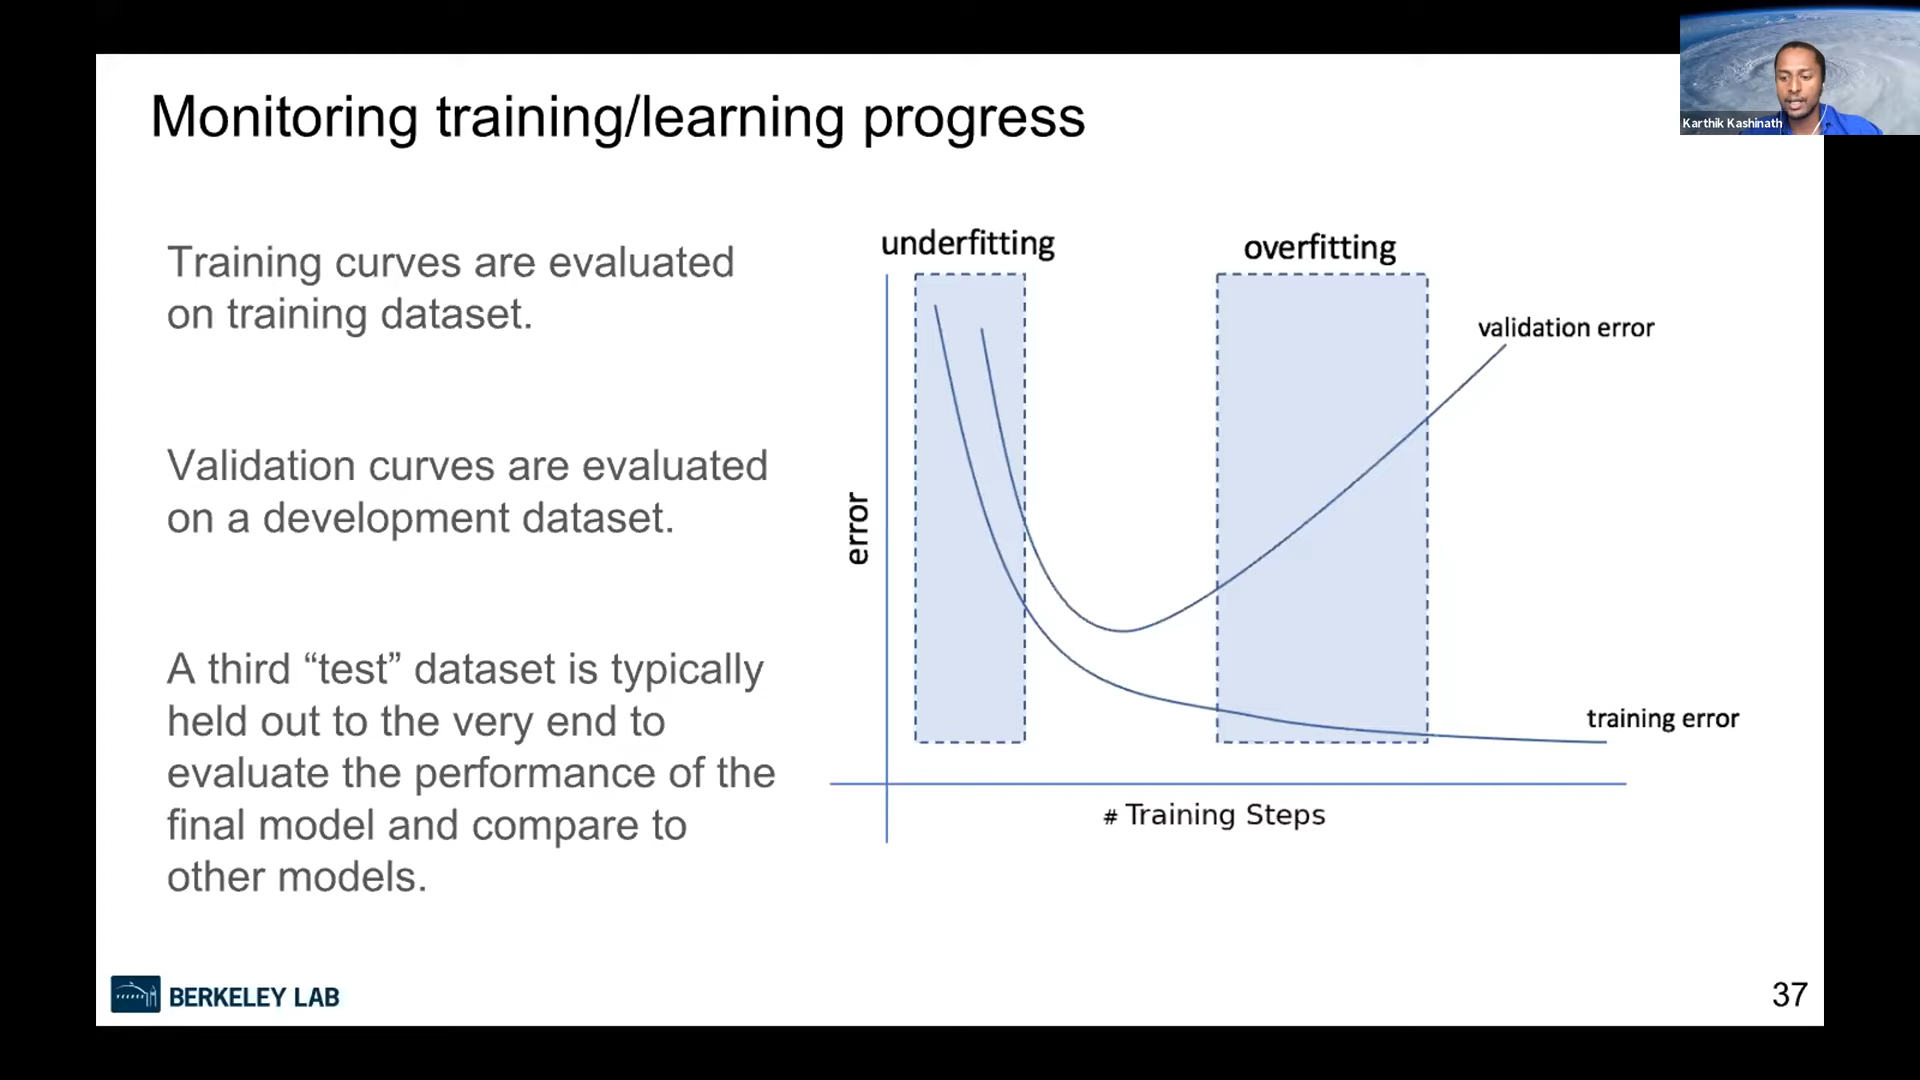 Monitoring training/learning progress
Karthik Kashinath
Training curves are evaluated
on training dataset.
Validation curves are evaluated
on a development dataset.
A third “test” dataset is typically
held out to the very end to
evaluate the performance of the
final model and compare to
other models.
underfitting
overfitting
validation error
error
training error
# Training Steps
BERKELEY LAB
37